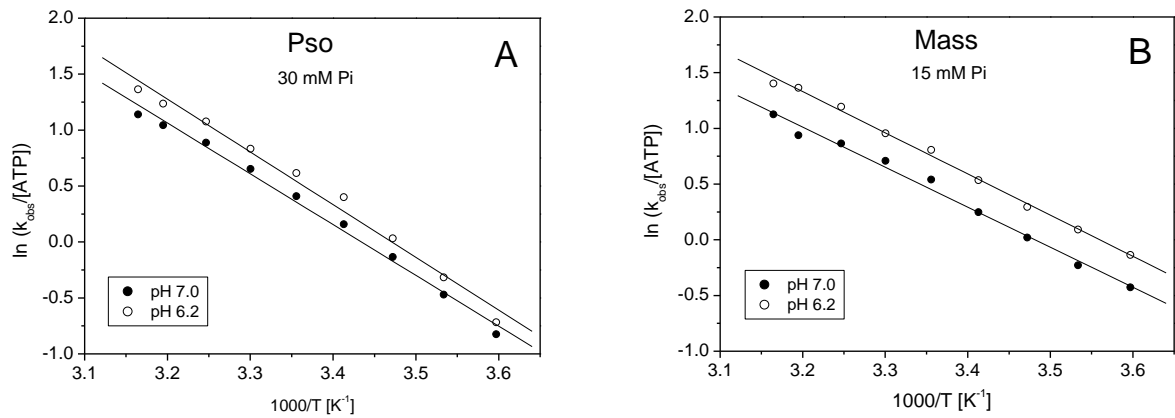 Pso
A
30 mM Pi
ln (k_obs/[ATP])
2.0
1.5
1.0
0.5
0.0
-0.5
-1.0
pH 7.0
pH 6.2
3.1 3.2 3.3 3.4 3.5 3.6
1000/T [K⁻¹]
Mass
B
15 mM Pi
ln (k_obs/[ATP])
2.0
1.5
1.0
0.5
0.0
-0.5
-1.0
pH 7.0
pH 6.2
3.1 3.2 3.3 3.4 3.5 3.6
1000/T [K⁻¹]